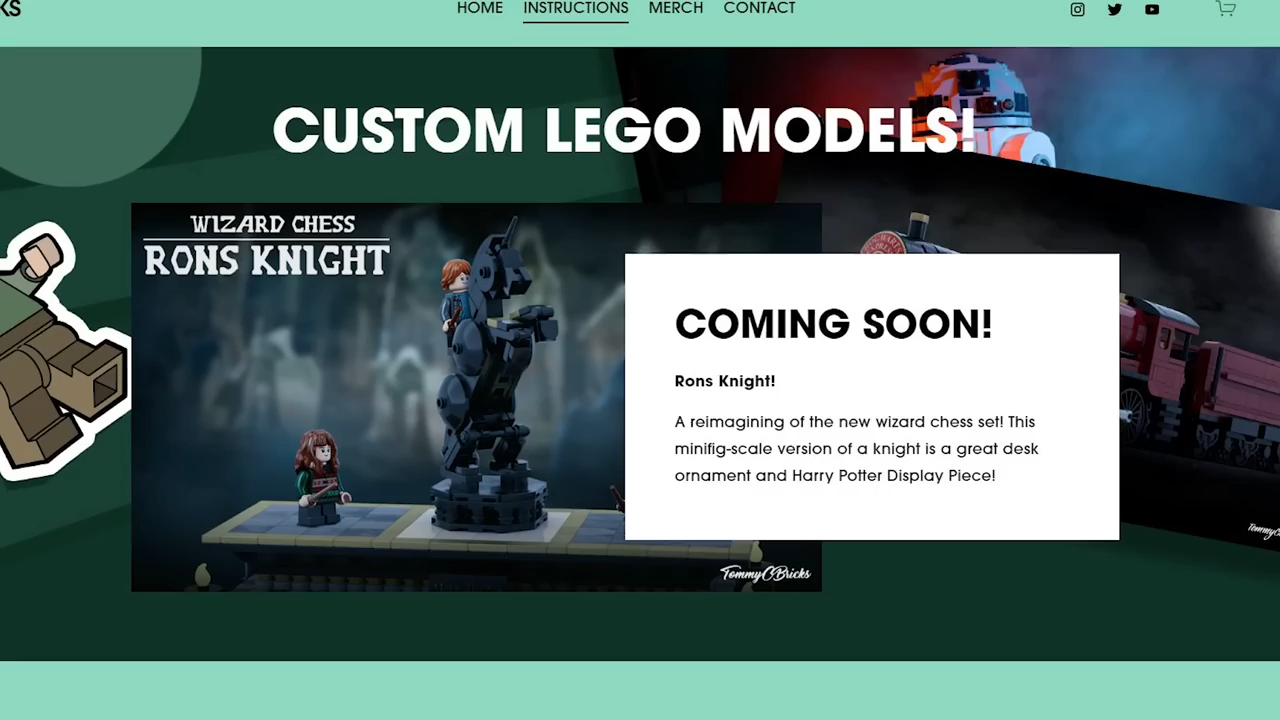 KS
HOME INSTRUCTIONS MERCH CONTACT
CUSTOM LEGO MODELS!
WIZARD CHESS
RONS KNIGHT
COMING SOON!
Rons Knight!
A reimagining of the new wizard chess set! This
minifig-scale version of a knight is a great desk
ornament and Harry Potter Display Piece!
TommyCBricks